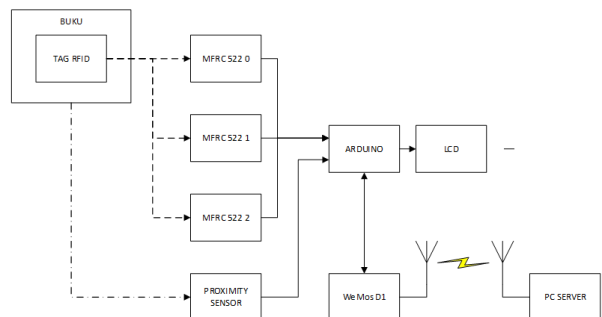 BUKU
TAG RFID
MFRC 522 0
MFRC 522 1
ARDUINO
LCD
MFRC 522 2
PROXIMITY
SENSOR
WeMos D1
PC SERVER